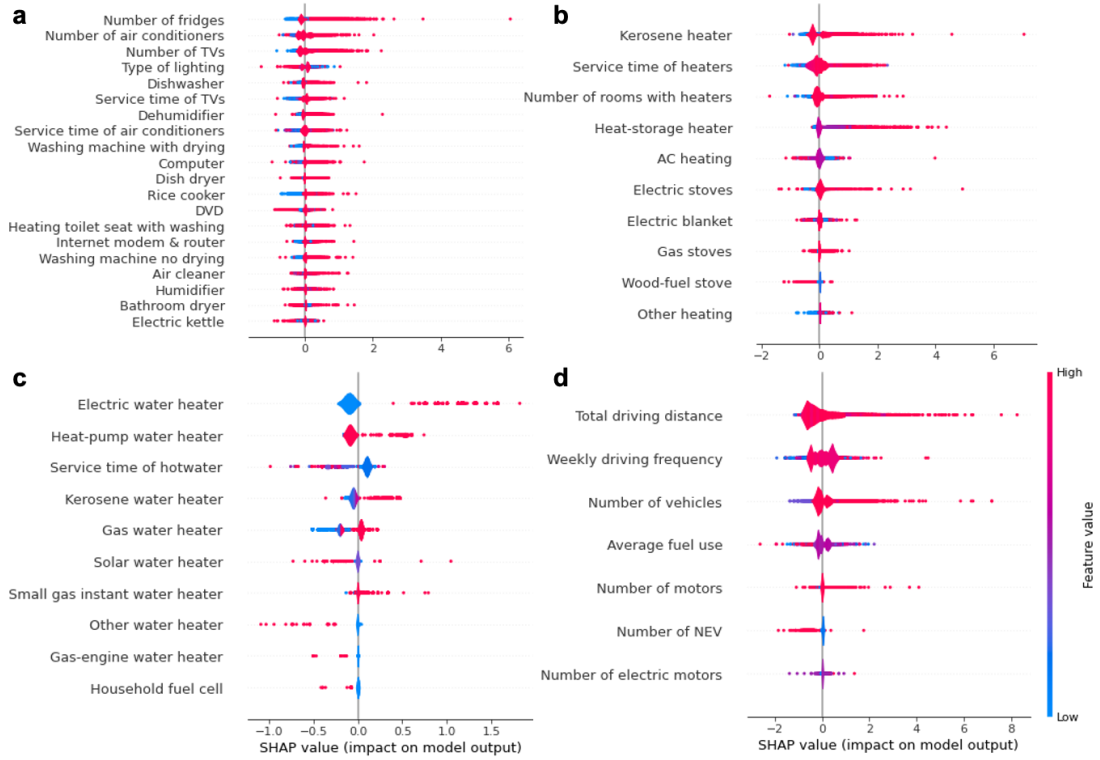 a
Number of fridges
Number of air conditioners
Number of TVs
Type of lighting
Dishwasher
Service time of TVs
Dehumidifier
Service time of air conditioners
Washing machine with drying
Computer
Dish dryer
Rice cooker
DVD
Heating toilet seat with washing
Internet modem & router
Washing machine no drying
Air cleaner
Humidifier
Bathroom dryer
Electric kettle
0 2 4 6
b
Kerosene heater
Service time of heaters
Number of rooms with heaters
Heat-storage heater
AC heating
Electric stoves
Electric blanket
Gas stoves
Wood-fuel stove
Other heating
−2 0 2 4 6
c
Electric water heater
Heat-pump water heater
Service time of hotwater
Kerosene water heater
Gas water heater
Solar water heater
Small gas instant water heater
Other water heater
Gas-engine water heater
Household fuel cell
−1.0 −0.5 0.0 0.5 1.0 1.5
SHAP value (impact on model output)
d
Total driving distance
Weekly driving frequency
Number of vehicles
Average fuel use
Number of motors
Number of NEV
Number of electric motors
−2 0 2 4 6 8
SHAP value (impact on model output)
High
Feature value
Low